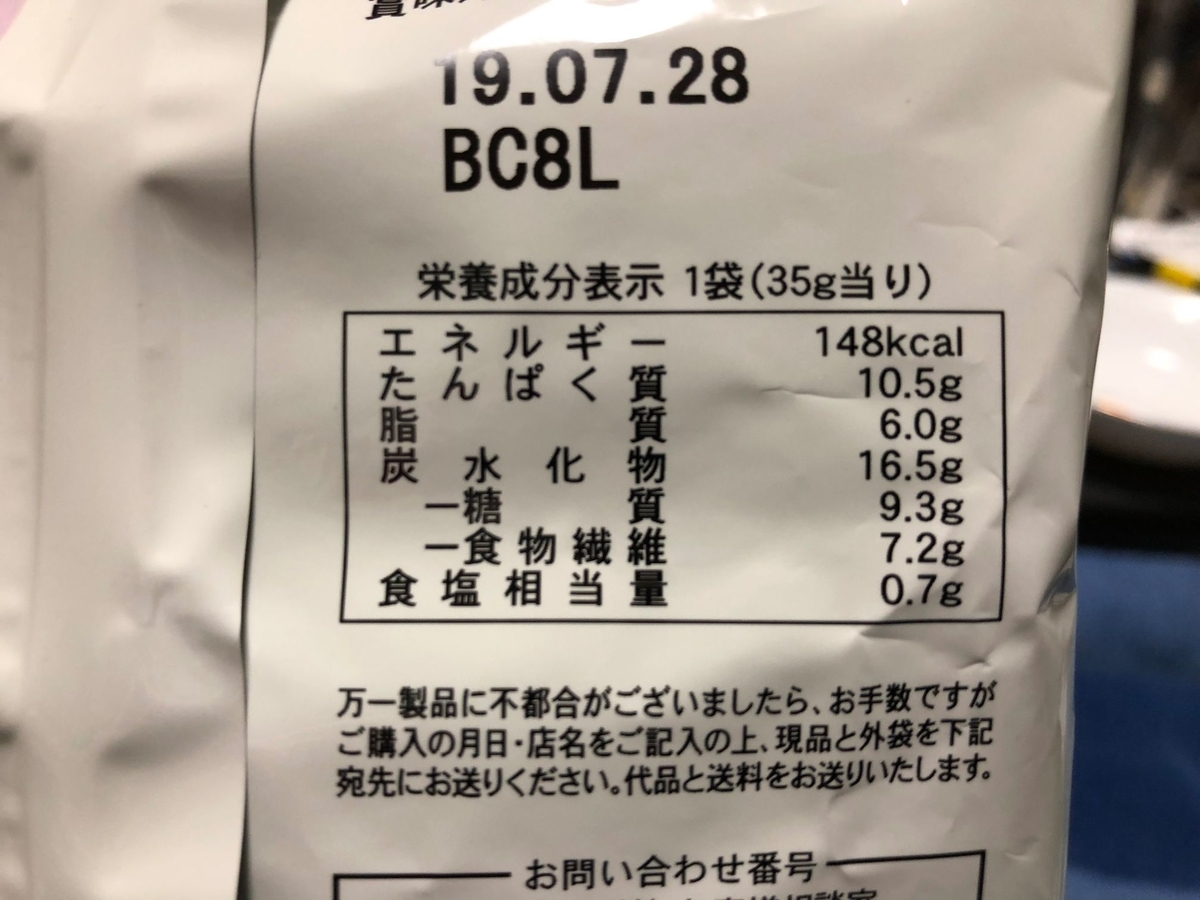 19.07.28
BC8L
栄養成分表示 1袋(35g当り)
エネルギー 148kcal
たんぱく質 10.5g
脂質 6.0g
炭水化物 16.5g
ー糖質 9.3g
ー食物繊維 7.2g
食塩相当量 0.7g
万一製品に不都合がございましたら、お手数ですが
ご購入の月日・店名をご記入の上、現品と外袋を下記
宛先にお送りください。代品と送料をお送りいたします。
お問い合わせ番号